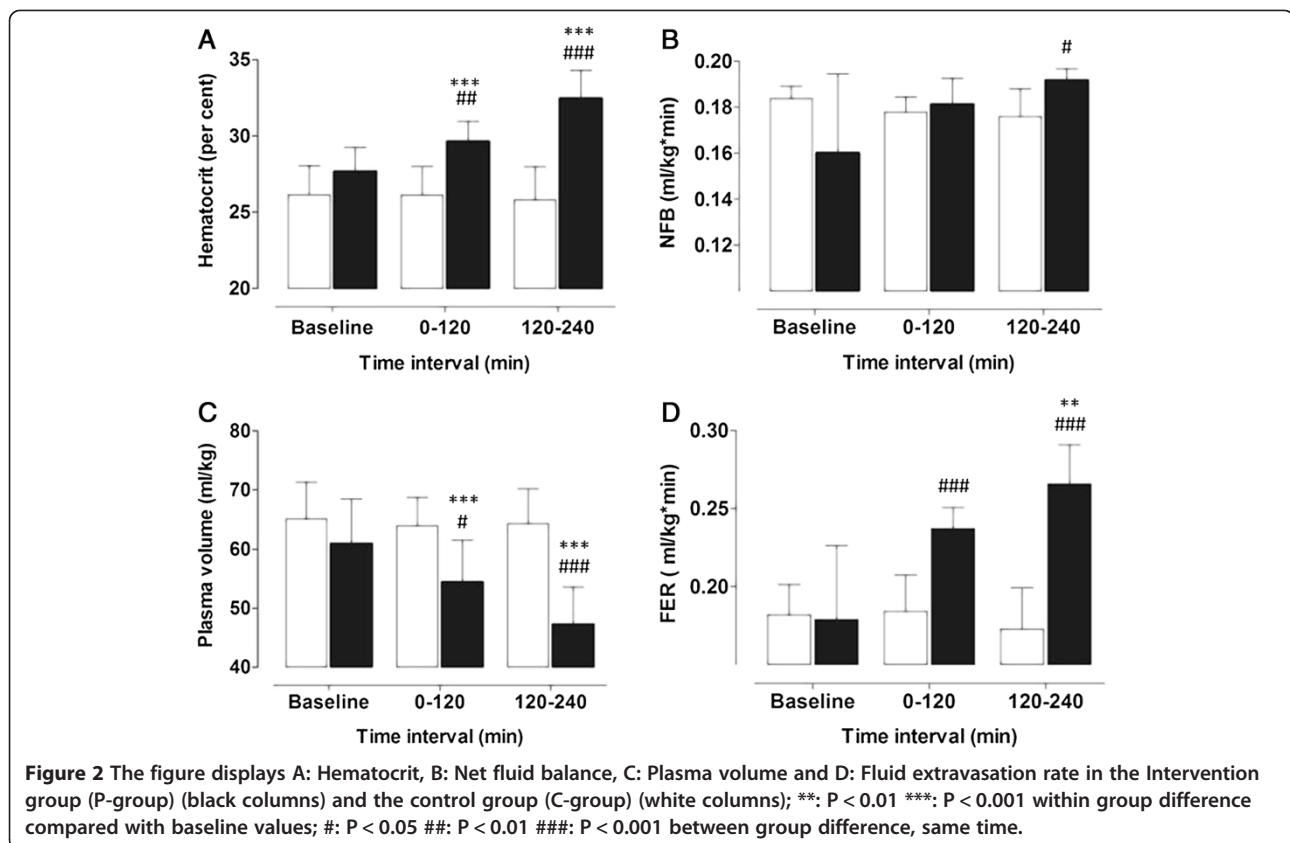 A
Hematocrit (per cent)
35
30
25
20
***
##
***
###
Baseline 0-120 120-240
Time interval (min)
B
NFB (ml/kg*min)
0.20
0.18
0.16
0.14
0.12
#
Baseline 0-120 120-240
Time interval (min)
C
Plasma volume (ml/kg)
80
70
60
50
40
***
#
***
###
Baseline 0-120 120-240
Time interval (min)
D
FER ( ml/kg*min)
0.30
0.25
0.20
###
**
###
Baseline 0-120 120-240
Time interval (min)
Figure 2 The figure displays A: Hematocrit, B: Net fluid balance, C: Plasma volume and D: Fluid extravasation rate in the Intervention
group (P-group) (black columns) and the control group (C-group) (white columns); **: P < 0.01 ***: P < 0.001 within group difference
compared with baseline values; #: P < 0.05 ##: P < 0.01 ###: P < 0.001 between group difference, same time.